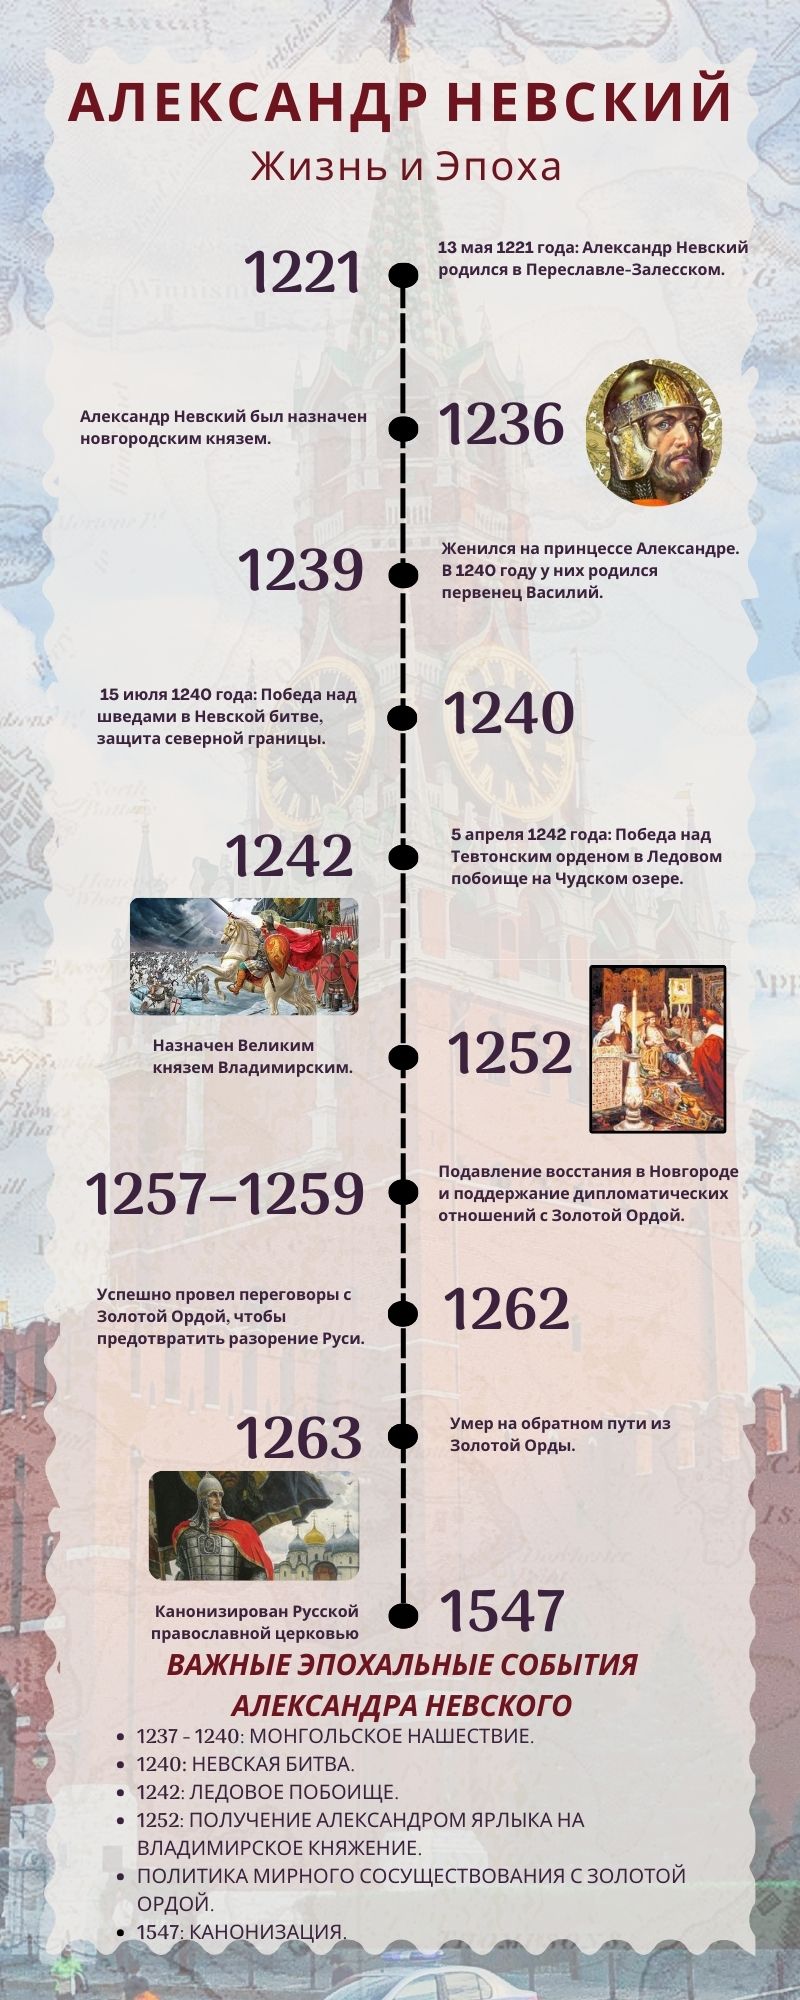 АЛЕКСАНДР НЕВСКИЙ
Жизнь и Эпоха
1221
13 мая 1221 года: Александр Невский
родился в Переславле-Залесском.
Александр Невский был назначен
новгородским князем.
1236
1239
Женился на принцессе Александре.
В 1240 году у них родился
первенец Василий.
15 июля 1240 года: Победа над
шведами в Невской битве,
защита северной границы.
1240
1242
5 апреля 1242 года: Победа над
Тевтонским орденом в Ледовом
побоище на Чудском озере.
Назначен Великим
князем Владимирским.
1252
1257–1259
Подавление восстания в Новгороде
и поддержание дипломатических
отношений с Золотой Ордой.
Успешно провел переговоры с
Золотой Ордой, чтобы
предотвратить разорение Руси.
1262
1263
Умер на обратном пути из
Золотой Орды.
Канонизирован Русской
православной церковью
1547
ВАЖНЫЕ ЭПОХАЛЬНЫЕ СОБЫТИЯ
АЛЕКСАНДРА НЕВСКОГО
• 1237 - 1240: МОНГОЛЬСКОЕ НАШЕСТВИЕ.
• 1240: НЕВСКАЯ БИТВА.
• 1242: ЛЕДОВОЕ ПОБОИЩЕ.
• 1252: ПОЛУЧЕНИЕ АЛЕКСАНДРОМ ЯРЛЫКА НА
ВЛАДИМИРСКОЕ КНЯЖЕНИЕ.
• ПОЛИТИКА МИРНОГО СОСУЩЕСТВОВАНИЯ С ЗОЛОТОЙ
ОРДОЙ.
• 1547: КАНОНИЗАЦИЯ.